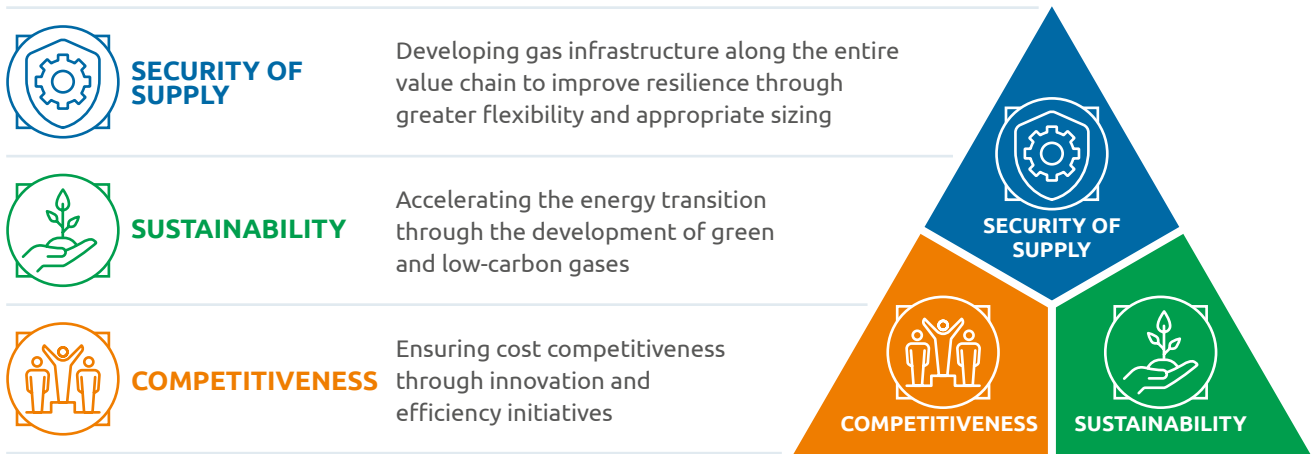 SECURITY OF
SUPPLY
Developing gas infrastructure along the entire
value chain to improve resilience through
greater flexibility and appropriate sizing
SUSTAINABILITY
Accelerating the energy transition
through the development of green
and low-carbon gases
COMPETITIVENESS
Ensuring cost competitiveness
through innovation and
efficiency initiatives
SECURITY OF
SUPPLY
COMPETITIVENESS
SUSTAINABILITY